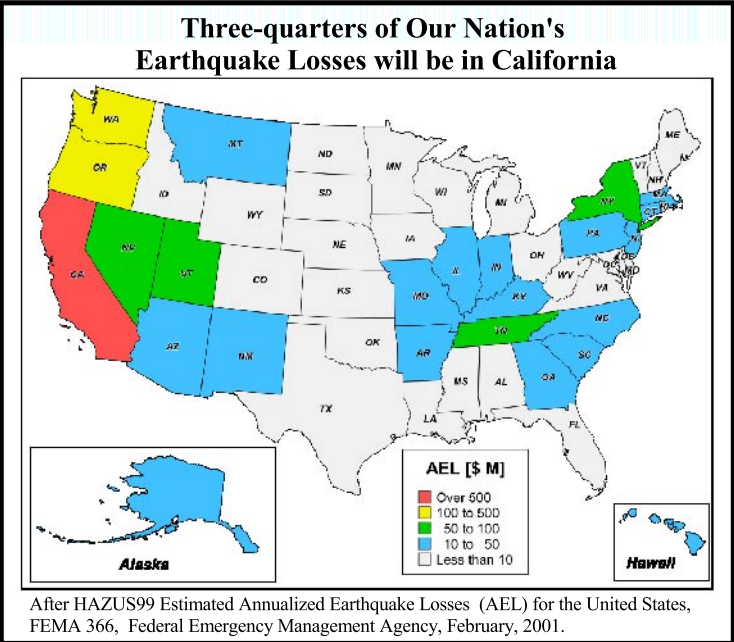 Three-quarters of Our Nation's
Earthquake Losses will be in California
WA
MT
ND
MN
ME
VT
NH
OR
ID
SD
WI
MI
NY
MA
RI
CT
WY
IA
PA
NJ
NV
UT
NE
IL
IN
OH
DE
DC
MD
CA
CO
KS
MO
KY
WY
VA
AZ
NM
OK
AR
TN
NC
SC
TX
LA
MS
AL
GA
FL
Alaska
Hawaii
AEL [$ M]
Over 500
100 to 500
50 to 100
10 to 50
Less than 10
After HAZUS99 Estimated Annualized Earthquake Losses (AEL) for the United States,
FEMA 366, Federal Emergency Management Agency, February, 2001.